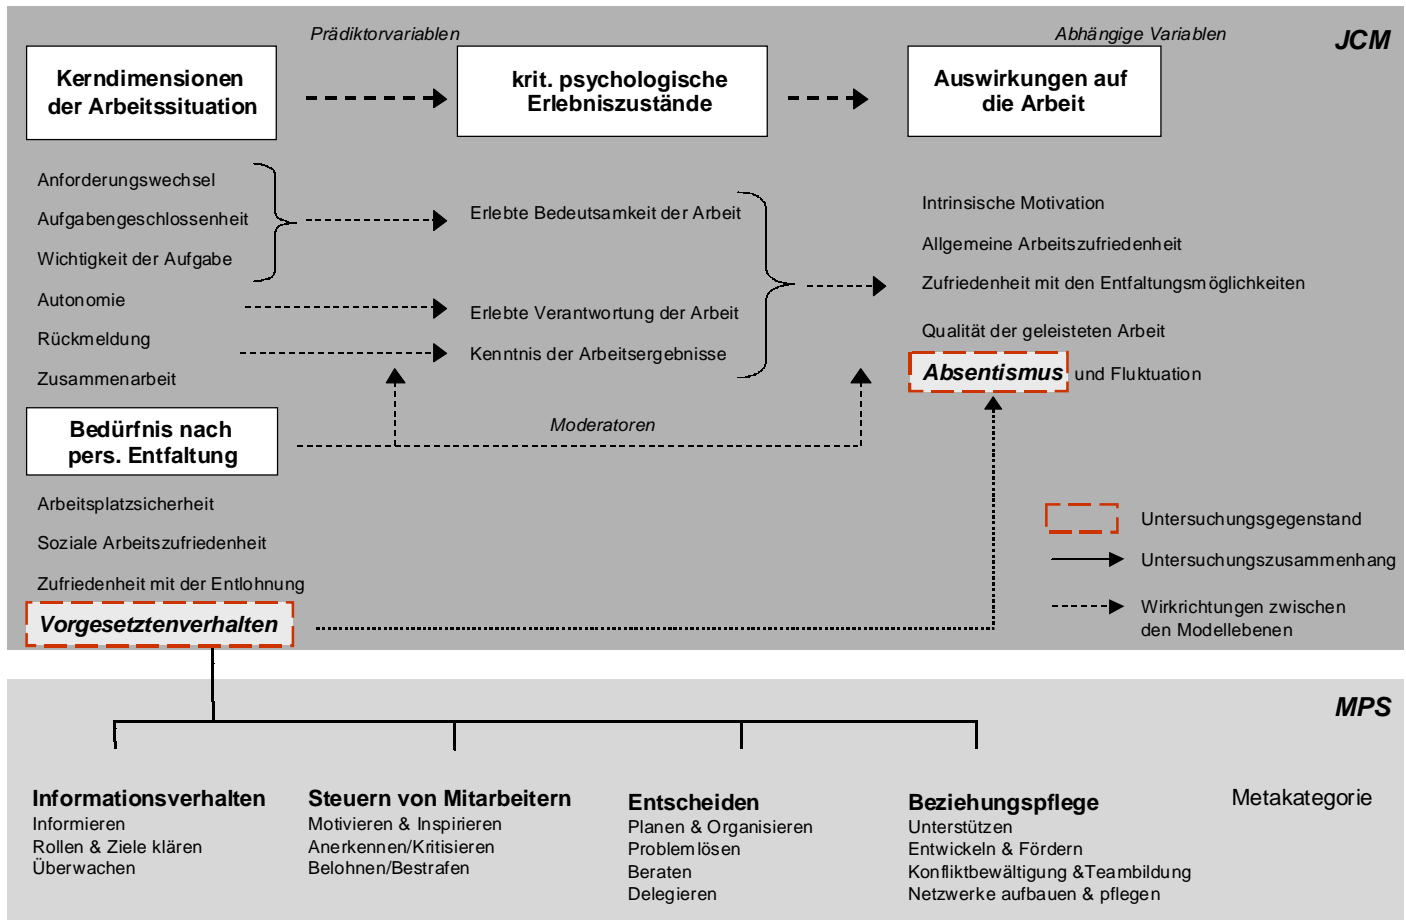 Prädiktorvariablen
Abhängige Variablen
JCM
Kerndimensionen
der Arbeitssituation
krit. psychologische
Erlebniszustände
Auswirkungen auf
die Arbeit
Anforderungswechsel
Aufgabengeschlossenheit
Wichtigkeit der Aufgabe
Autonomie
Rückmeldung
Zusammenarbeit
Erlebte Bedeutsamkeit der Arbeit
Erlebte Verantwortung der Arbeit
Kenntnis der Arbeitsergebnisse
Intrinsische Motivation
Allgemeine Arbeitszufriedenheit
Zufriedenheit mit den Entfaltungsmöglichkeiten
Qualität der geleisteten Arbeit
Absentismus und Fluktuation
Bedürfnis nach
pers. Entfaltung
Moderatoren
Arbeitsplatzsicherheit
Soziale Arbeitszufriedenheit
Zufriedenheit mit der Entlohnung
Vorgesetztenverhalten
Untersuchungsgegenstand
Untersuchungszusammenhang
Wirkrichtungen zwischen
den Modellebenen
MPS
Informationsverhalten
Informieren
Rollen & Ziele klären
Überwachen
Steuern von Mitarbeitern
Motivieren & Inspirieren
Anerkennen/Kritisieren
Belohnen/Bestrafen
Entscheiden
Planen & Organisieren
Problemlösen
Beraten
Delegieren
Beziehungspflege
Unterstützen
Entwickeln & Fördern
Konfliktbewältigung &Teambildung
Netzwerke aufbauen & pflegen
Metakategorie